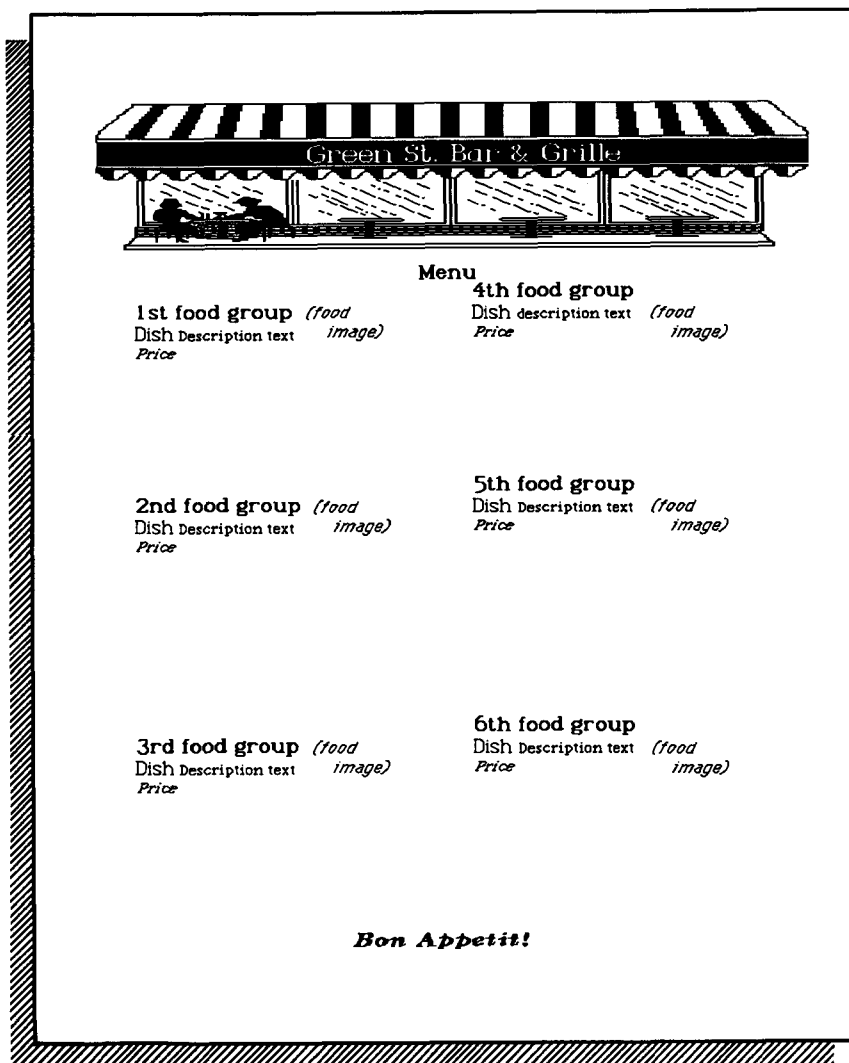 Green St. Bar & Grille
Menu
1st food group (food
Dish Description text image)
Price
2nd food group (food
Dish Description text image)
Price
3rd food group (food
Dish Description text image)
Price
4th food group
Dish description text (food
Price image)
5th food group
Dish Description text (food
Price image)
6th food group
Dish Description text (food
Price image)
Bon Appetit!